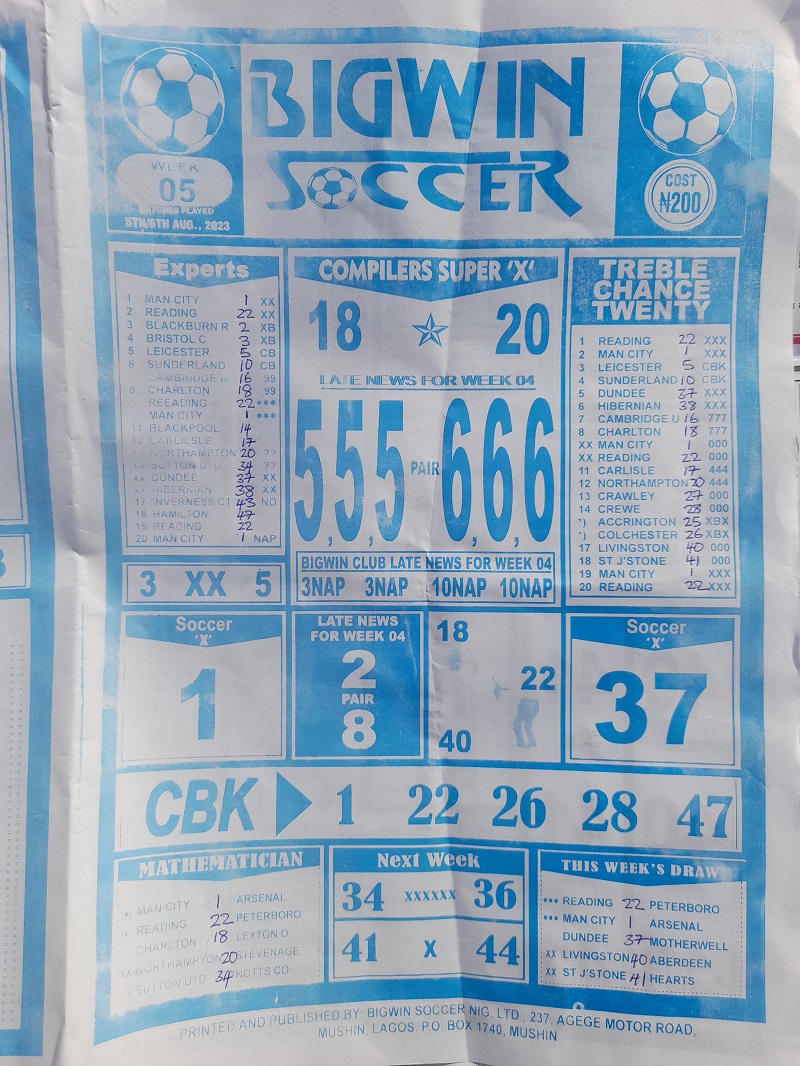 BIGWIN
SOCCER
WEEK
05
MATCHES PLAYED
5TH/6TH AUG., 2023
COST
₦200
Experts
1 MAN CITY 1 XX
2 READING 22 XX
3 BLACKBURN R 2 XB
4 BRISTOL C 3 XB
5 LEICESTER 5 CB
6 SUNDERLAND 10 CB
CAMBRIDGE U 16 99
8 CHARLTON 18 99
REEADING 22 •••
MAN CITY 1 •••
11 BLACKPOOL 14
12 CARLILSLE 17
13 NORTHAMPTON 20 ??
14 SUTTON UTD 34 ??
XX DUNDEE 37 XX
XX HIBERNIAN 38 XX
17 INVERNESS CT 43 ND
18 HAMILTON 47
19 READING 22
20 MAN CITY 1 NAP
3 XX 5
COMPILERS SUPER 'X'
18 20
LATE NEWS FOR WEEK 04
5,5,5 PAIR 6,6,6
BIGWIN CLUB LATE NEWS FOR WEEK 04
3NAP 3NAP 10NAP 10NAP
TREBLE
CHANCE
TWENTY
1 READING 22 XXX
2 MAN CITY 1 XXX
3 LEICESTER 5 CBK
4 SUNDERLAND 10 CBK
5 DUNDEE 37 XXX
6 HIBERNIAN 38 XXX
7 CAMBRIDGE U 16 777
8 CHARLTON 18 777
XX MAN CITY 1 000
XX READING 22 000
11 CARLISLE 17 444
12 NORTHAMPTON 20 444
13 CRAWLEY 27 000
14 CREWE 28 000
*) ACCRINGTON 25 XBX
*) COLCHESTER 26 XBX
17 LIVINGSTON 40 000
18 ST J'STONE 41 000
19 MAN CITY 1 XXX
20 READING 22 XXX
Soccer
'X'
1
LATE NEWS
FOR WEEK 04
2
PAIR
8
18
22
40
Soccer
'X'
37
CBK 1 22 26 28 47
MATHEMATICIAN
*) MAN CITY 1 ARSENAL
READING 22 PETERBORO
CHARLTON 18 LEYTON O
XX NORTHAMPTON 20 STEVENAGE
SUTTON UTD 34 NOTTS CO
Next Week
34 xxxxxx 36
41 X 44
THIS WEEK'S DRAW
••• READING 22 PETERBORO
••• MAN CITY 1 ARSENAL
DUNDEE 37 MOTHERWELL
XX LIVINGSTON 40 ABERDEEN
XX ST J'STONE 41 HEARTS
PRINTED AND PUBLISHED BY: BIGWIN SOCCER NIG. LTD , 237, AGEGE MOTOR ROAD,
MUSHIN, LAGOS. P.O. BOX 1740, MUSHIN